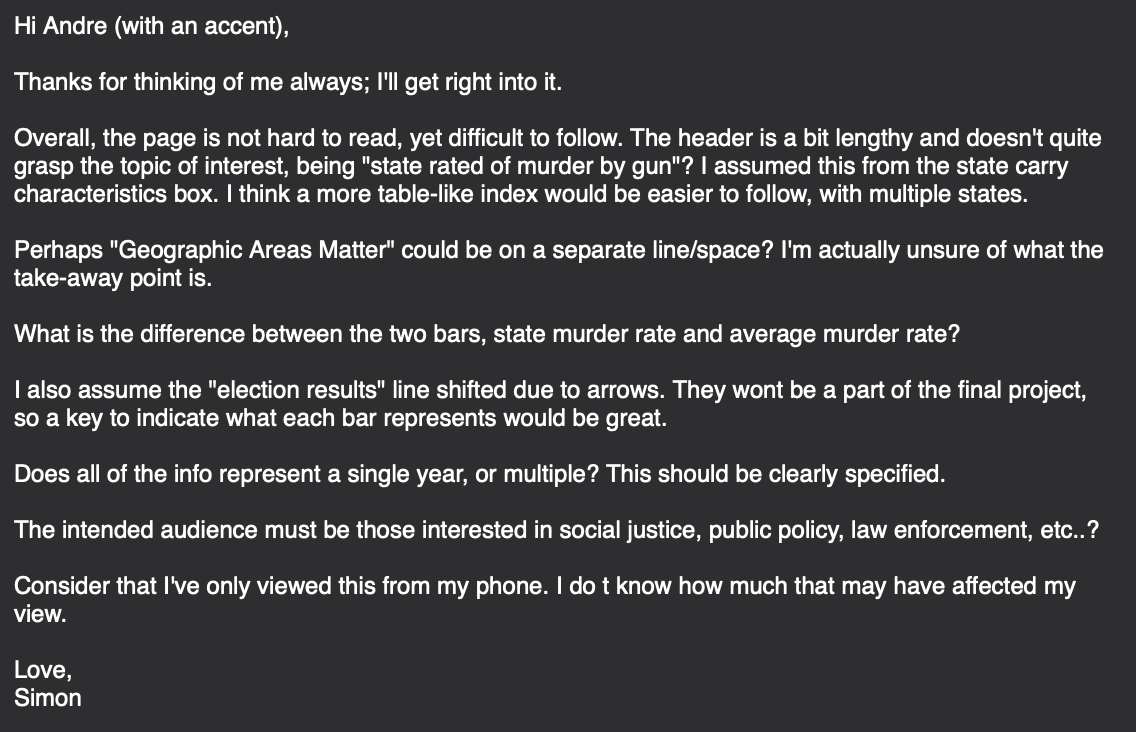 Hi Andre (with an accent),
Thanks for thinking of me always; I'll get right into it.
Overall, the page is not hard to read, yet difficult to follow. The header is a bit lengthy and doesn't quite
grasp the topic of interest, being "state rated of murder by gun"? I assumed this from the state carry
characteristics box. I think a more table-like index would be easier to follow, with multiple states.
Perhaps "Geographic Areas Matter" could be on a separate line/space? I'm actually unsure of what the
take-away point is.
What is the difference between the two bars, state murder rate and average murder rate?
I also assume the "election results" line shifted due to arrows. They wont be a part of the final project,
so a key to indicate what each bar represents would be great.
Does all of the info represent a single year, or multiple? This should be clearly specified.
The intended audience must be those interested in social justice, public policy, law enforcement, etc..?
Consider that I've only viewed this from my phone. I do t know how much that may have affected my
view.
Love,
Simon